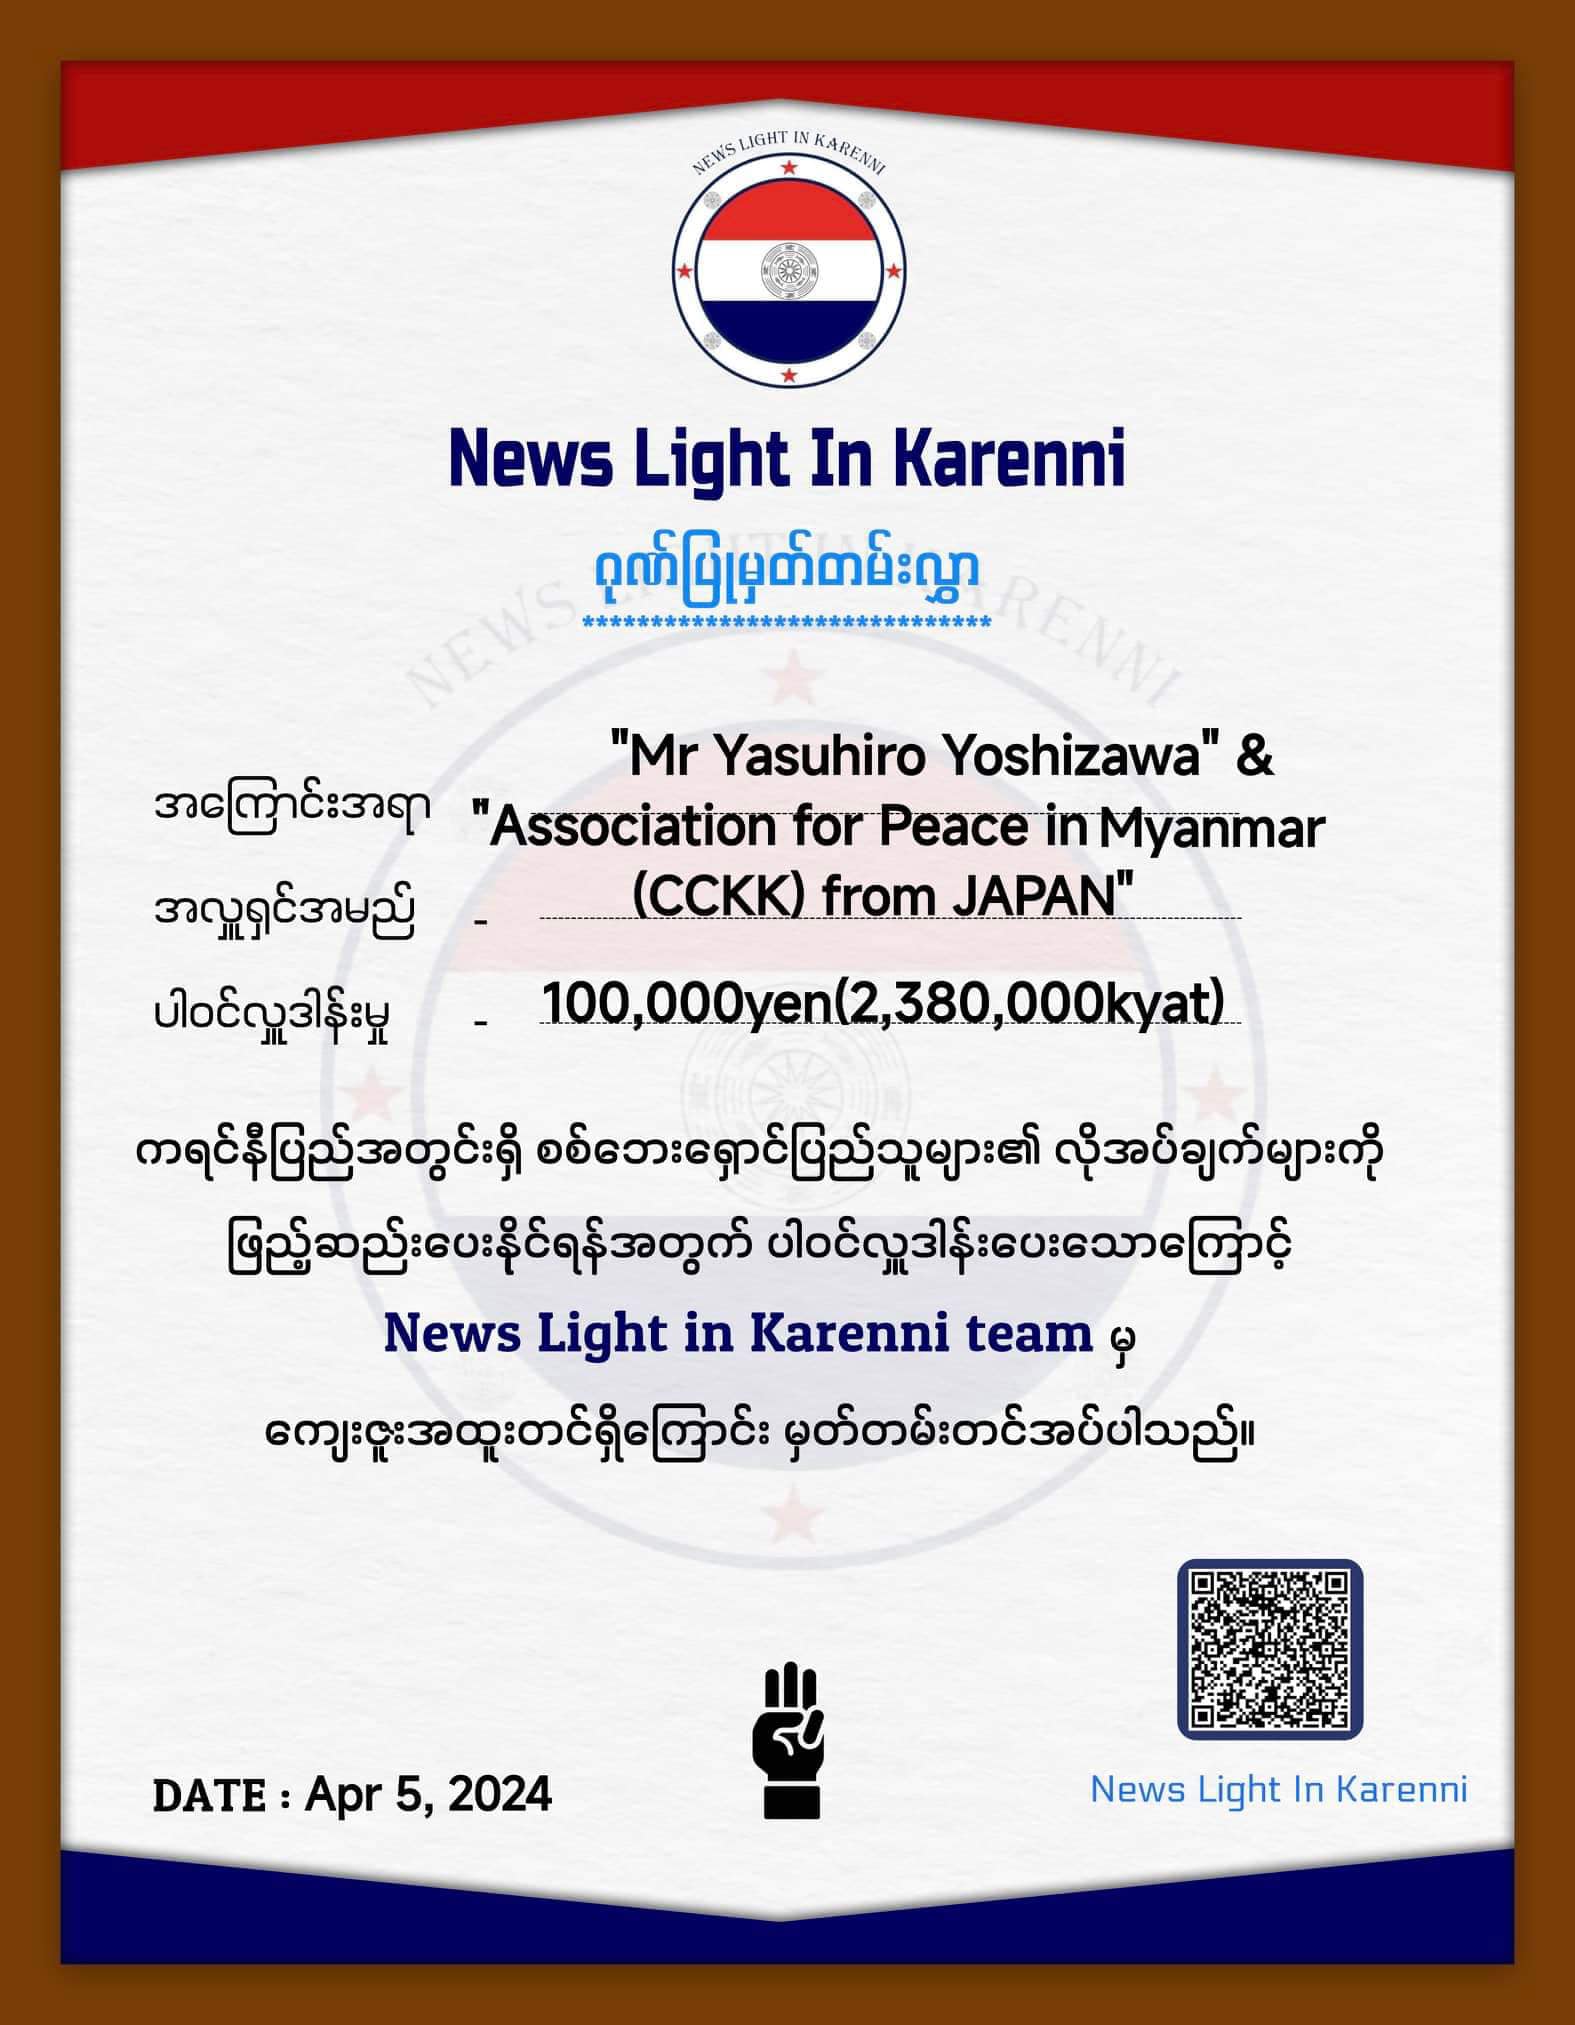 NEWS LIGHT IN KARENNI
News Light In Karenni
ဂုဏ်ပြုမှတ်တမ်းလွှာ
******************************
"Mr Yasuhiro Yoshizawa" &
အကြောင်းအရာ "Association for Peace in Myanmar
အလှူရှင်အမည် - (CCKK) from JAPAN"
ပါဝင်လှူဒါန်းမှု - 100,000yen(2,380,000kyat)
ကရင်နီပြည်အတွင်းရှိ စစ်ဘေးရှောင်ပြည်သူများ၏ လိုအပ်ချက်များကို
ဖြည့်ဆည်းပေးနိုင်ရန်အတွက် ပါဝင်လှူဒါန်းပေးသောကြောင့်
News Light in Karenni team မှ
ကျေးဇူးအထူးတင်ရှိကြောင်း မှတ်တမ်းတင်အပ်ပါသည်။
DATE : Apr 5, 2024
News Light In Karenni